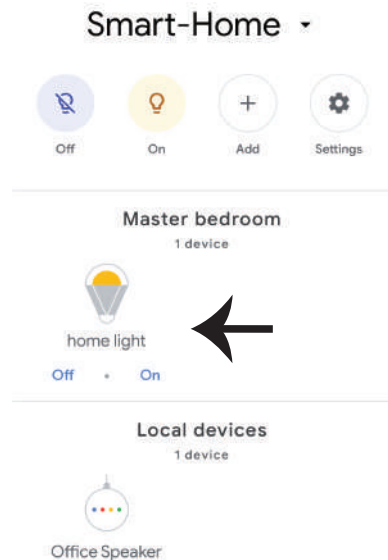 Smart-Home
Off On Add Settings
Master bedroom
1 device
home light
Off • On
Local devices
1 device
Office Speaker